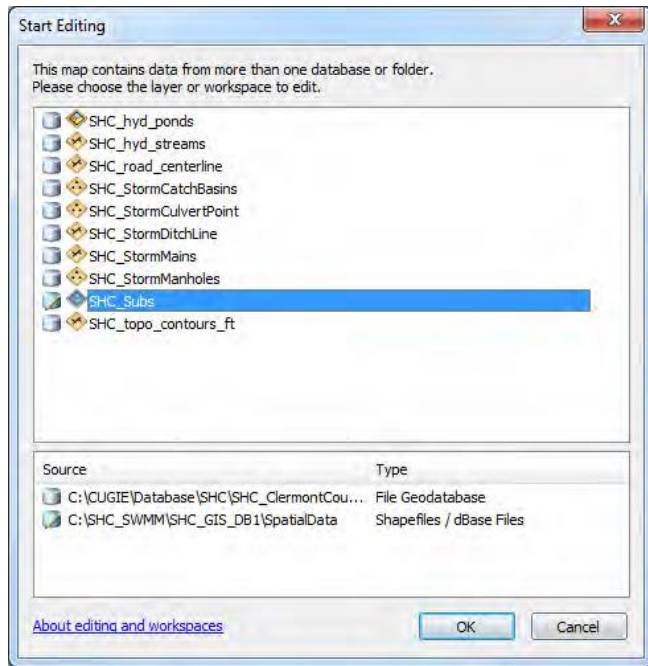 Start Editing
This map contains data from more than one database or folder.
Please choose the layer or workspace to edit.
SHC_hyd_ponds
SHC_hyd_streams
SHC_road_centerline
SHC_StormCatchBasins
SHC_StormCulvertPoint
SHC_StormDitchLine
SHC_StormMains
SHC_StormManholes
SHC_Subs
SHC_topo_contours_ft
Source Type
C:\CUGIE\Database\SHC\SHC_ClermontCou... File Geodatabase
C:\SHC_SWMM\SHC_GIS_DB1\SpatialData Shapefiles / dBase Files
About editing and workspaces OK Cancel